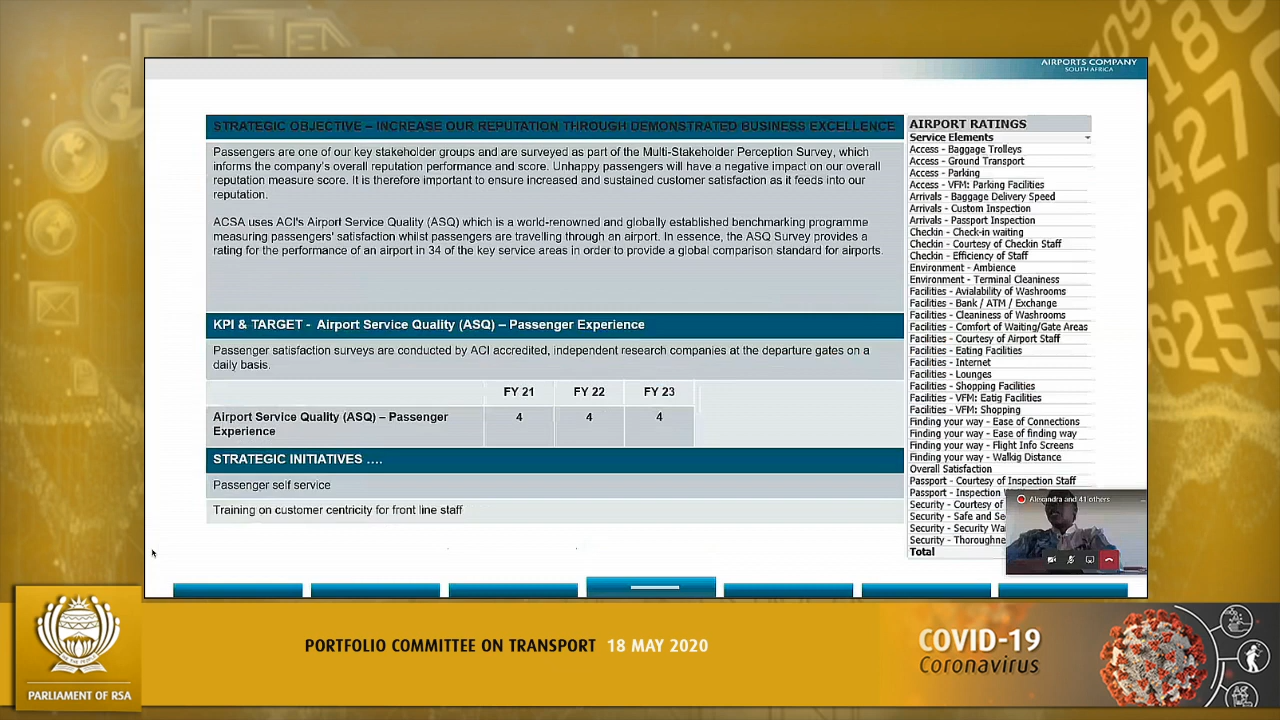 AIRPORTS COMPANY
SOUTH AFRICA
STRATEGIC OBJECTIVE – INCREASE OUR REPUTATION THROUGH DEMONSTRATED BUSINESS EXCELLENCE
Passengers are one of our key stakeholder groups and are surveyed as part of the Multi-Stakeholder Perception Survey, which
informs the company's overall reputation performance and score. Unhappy passengers will have a negative impact on our overall
reputation measure score. It is therefore important to ensure increased and sustained customer satisfaction as it feeds into our
reputation.
ACSA uses ACI's Airport Service Quality (ASQ) which is a world-renowned and globally established benchmarking programme
measuring passengers' satisfaction whilst passengers are travelling through an airport. In essence, the ASQ Survey provides a
rating for the performance of an airport in 34 of the key service areas in order to provide a global comparison standard for airports.
KPI & TARGET - Airport Service Quality (ASQ) – Passenger Experience
Passenger satisfaction surveys are conducted by ACI accredited, independent research companies at the departure gates on a
daily basis.
FY 21 FY 22 FY 23
Airport Service Quality (ASQ) – Passenger 4 4 4
Experience
STRATEGIC INITIATIVES ....
Passenger self service
Training on customer centricity for front line staff
AIRPORT RATINGS
Service Elements
Access - Baggage Trolleys
Access - Ground Transport
Access - Parking
Access - VFM: Parking Facilities
Arrivals - Baggage Delivery Speed
Arrivals - Custom Inspection
Arrivals - Passport Inspection
Checkin - Check-in waiting
Checkin - Courtesy of Checkin Staff
Checkin - Efficiency of Staff
Environment - Ambience
Environment - Terminal Cleaniness
Facilities - Avialability of Washrooms
Facilities - Bank / ATM / Exchange
Facilities - Cleaniness of Washrooms
Facilities - Comfort of Waiting/Gate Areas
Facilities - Courtesy of Airport Staff
Facilities - Eating Facilities
Facilities - Internet
Facilities - Lounges
Facilities - Shopping Facilities
Facilities - VFM: Eatig Facilities
Facilities - VFM: Shopping
Finding your way - Ease of Connections
Finding your way - Ease of finding way
Finding your way - Flight Info Screens
Finding your way - Walkig Distance
Overall Satisfaction
Passport - Courtesy of Inspection Staff
Passport - Inspection
Security - Courtesy of
Security - Safe and Se
Security - Security Wa
Security - Thoroughne
Total
Alexandra and 41 others
PARLIAMENT OF RSA
PORTFOLIO COMMITTEE ON TRANSPORT 18 MAY 2020
COVID-19
Coronavirus